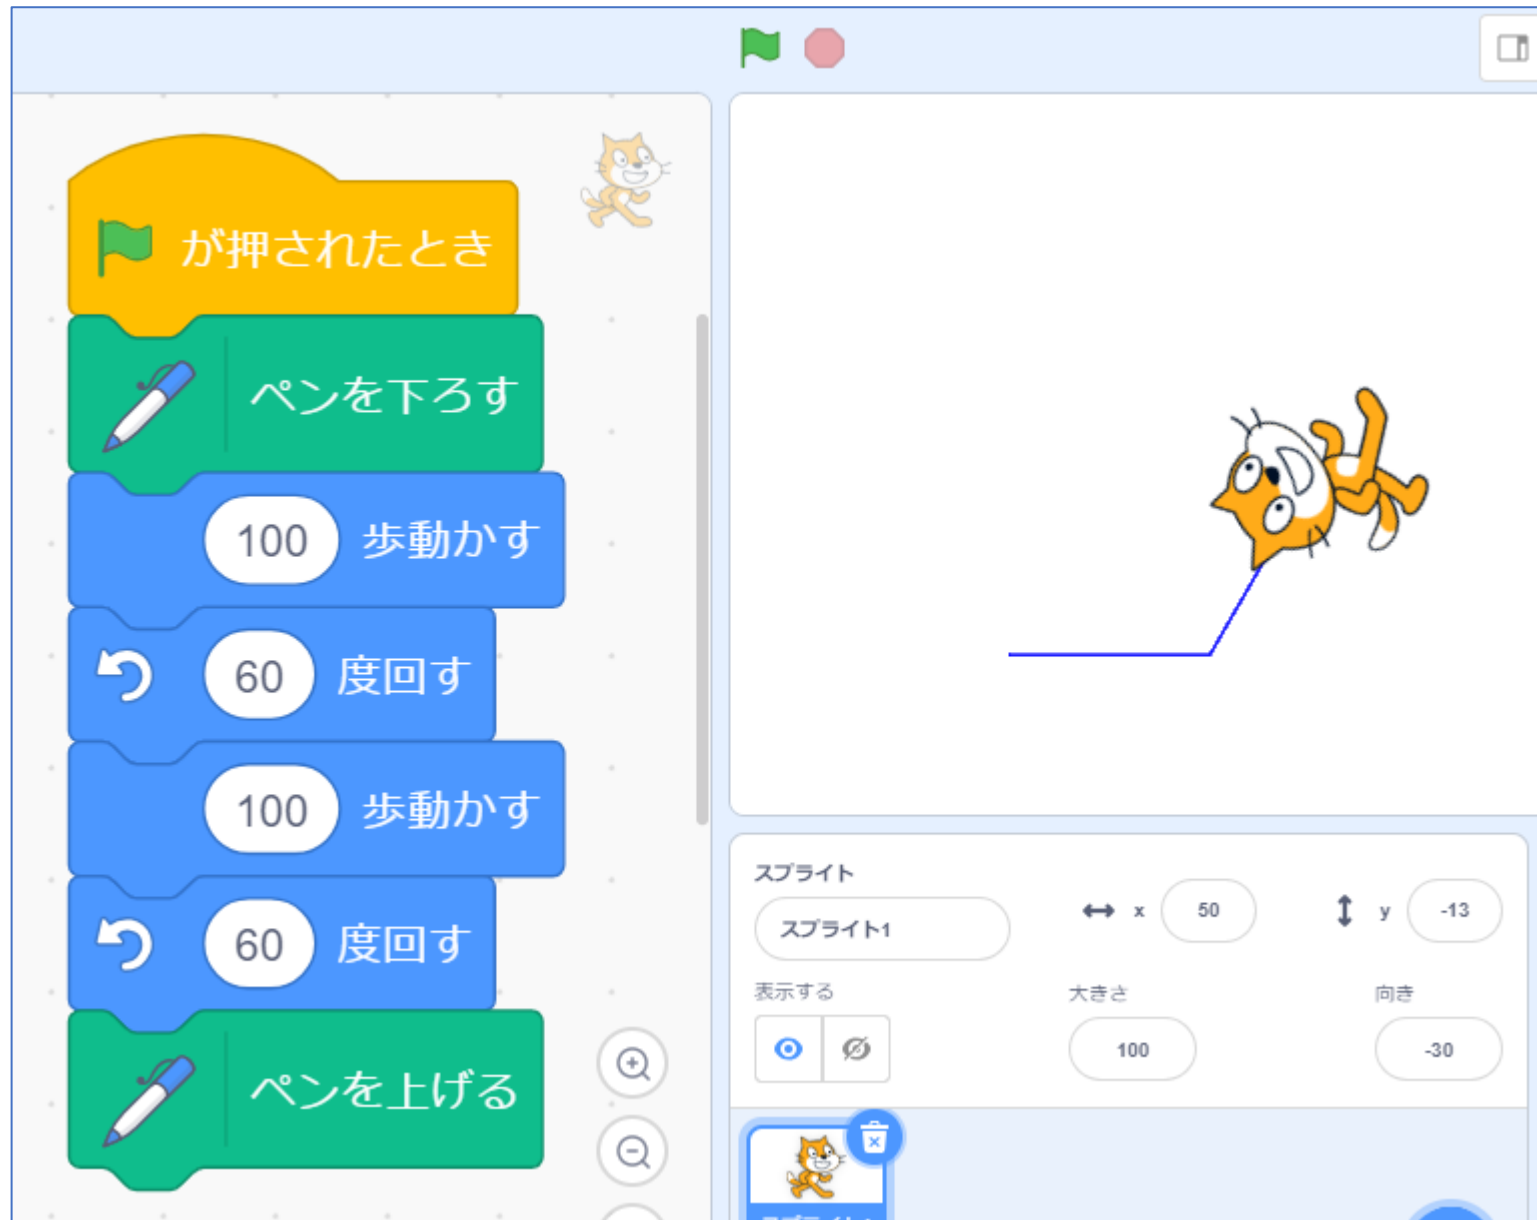 が押されたとき
ペンを下ろす
100 歩動かす
60 度回す
100 歩動かす
60 度回す
ペンを上げる
スプライト
スプライト1
x 50
y -13
表示する
大きさ
100
向き
-30